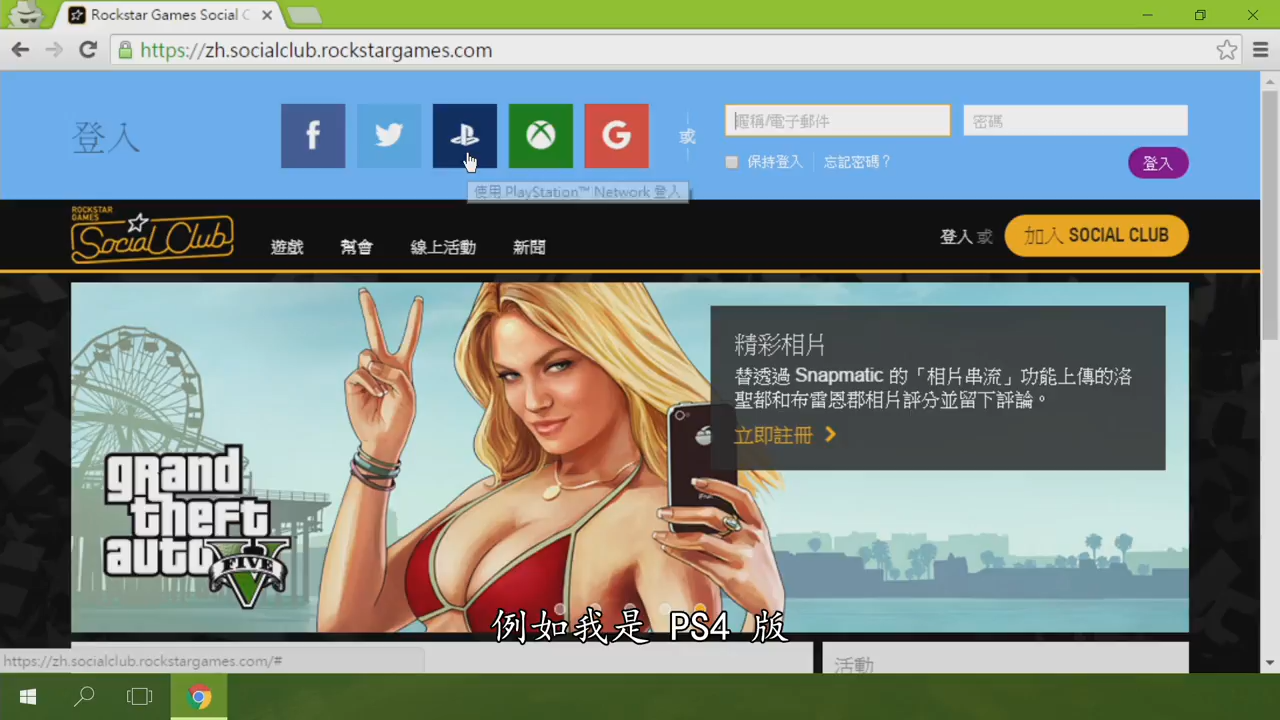 Rockstar Games Social C
https://zh.socialclub.rockstargames.com
登入
f
G
或
暱稱/電子郵件
密碼
保持登入
忘記密碼？
登入
使用 PlayStation™ Network 登入
ROCKSTAR
GAMES
Social Club
遊戲
幫會
線上活動
新聞
登入 或
加入 SOCIAL CLUB
精彩相片
替透過 Snapmatic 的「相片串流」功能上傳的洛
聖都和布雷恩郡相片評分並留下評論。
立即註冊
grand
theft
auto
V
FIVE
例如我是 PS4 版
https://zh.socialclub.rockstargames.com/#
活動